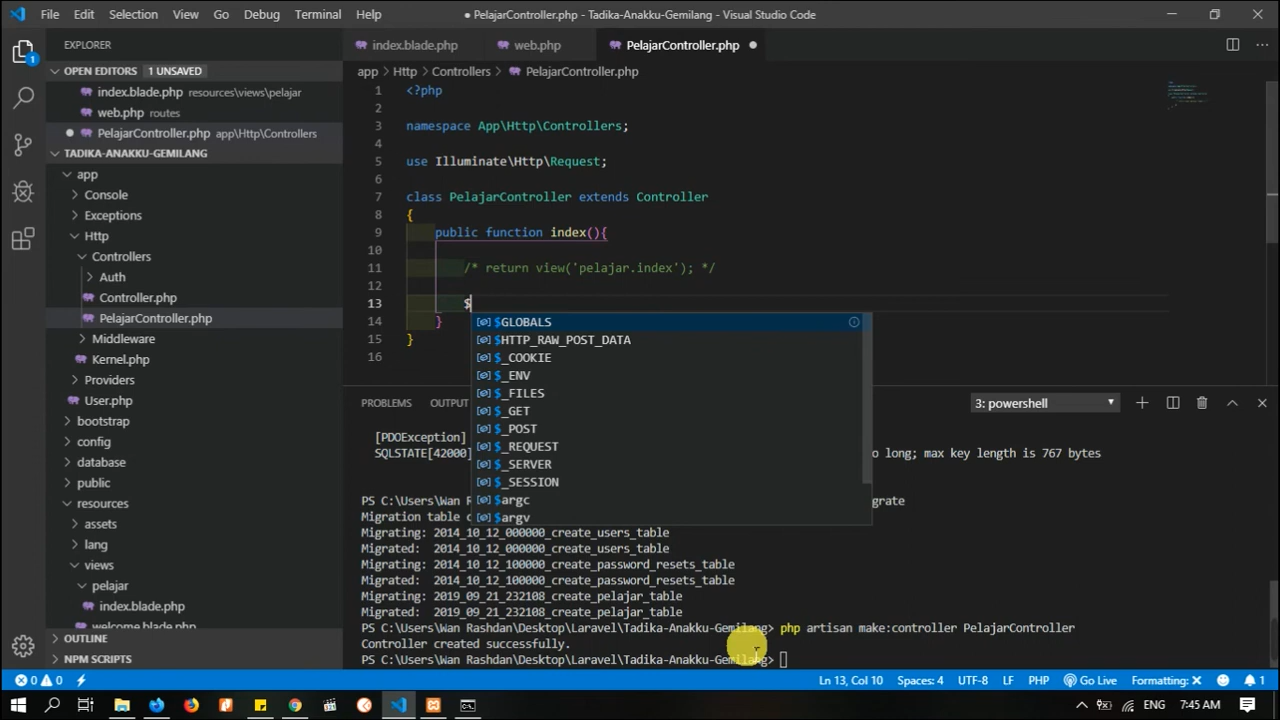 File Edit Selection View Go Debug Terminal Help
● PelajarController.php - Tadika-Anakku-Gemilang - Visual Studio Code
EXPLORER
OPEN EDITORS 1 UNSAVED
index.blade.php resources\views\pelajar
web.php routes
● PelajarController.php app\Http\Controllers
TADIKA-ANAKKU-GEMILANG
app
Console
Exceptions
Http
Controllers
Auth
Controller.php
PelajarController.php
Middleware
Kernel.php
Providers
User.php
bootstrap
config
database
public
resources
assets
lang
views
pelajar
index.blade.php
welcome.blade.php
OUTLINE
NPM SCRIPTS
index.blade.php web.php PelajarController.php ●
app > Http > Controllers > PelajarController.php
1 <?php
2
3 namespace App\Http\Controllers;
4
5 use Illuminate\Http\Request;
6
7 class PelajarController extends Controller
8 {
9 public function index(){
10
11 /* return view('pelajar.index'); */
12
13 $
14 }
15 }
16
$GLOBALS
$HTTP_RAW_POST_DATA
$_COOKIE
$_ENV
$_FILES
$_GET
$_POST
$_REQUEST
$_SERVER
$_SESSION
$argc
$argv
PROBLEMS OUTPUT 3: powershell
[PDOException]
SQLSTATE[42000] o long; max key length is 767 bytes
PS C:\Users\Wan Ras grate
Migration table c
Migrating: 2014_10_12_000000_create_users_table
Migrated: 2014_10_12_000000_create_users_table
Migrating: 2014_10_12_100000_create_password_resets_table
Migrated: 2014_10_12_100000_create_password_resets_table
Migrating: 2019_09_21_232108_create_pelajar_table
Migrated: 2019_09_21_232108_create_pelajar_table
PS C:\Users\Wan Rashdan\Desktop\Laravel\Tadika-Anakku-Gemilang> php artisan make:controller PelajarController
Controller created successfully.
PS C:\Users\Wan Rashdan\Desktop\Laravel\Tadika-Anakku-Gemilang>
0 0 Ln 13, Col 10 Spaces: 4 UTF-8 LF PHP Go Live Formatting: × 1
ENG 7:45 AM